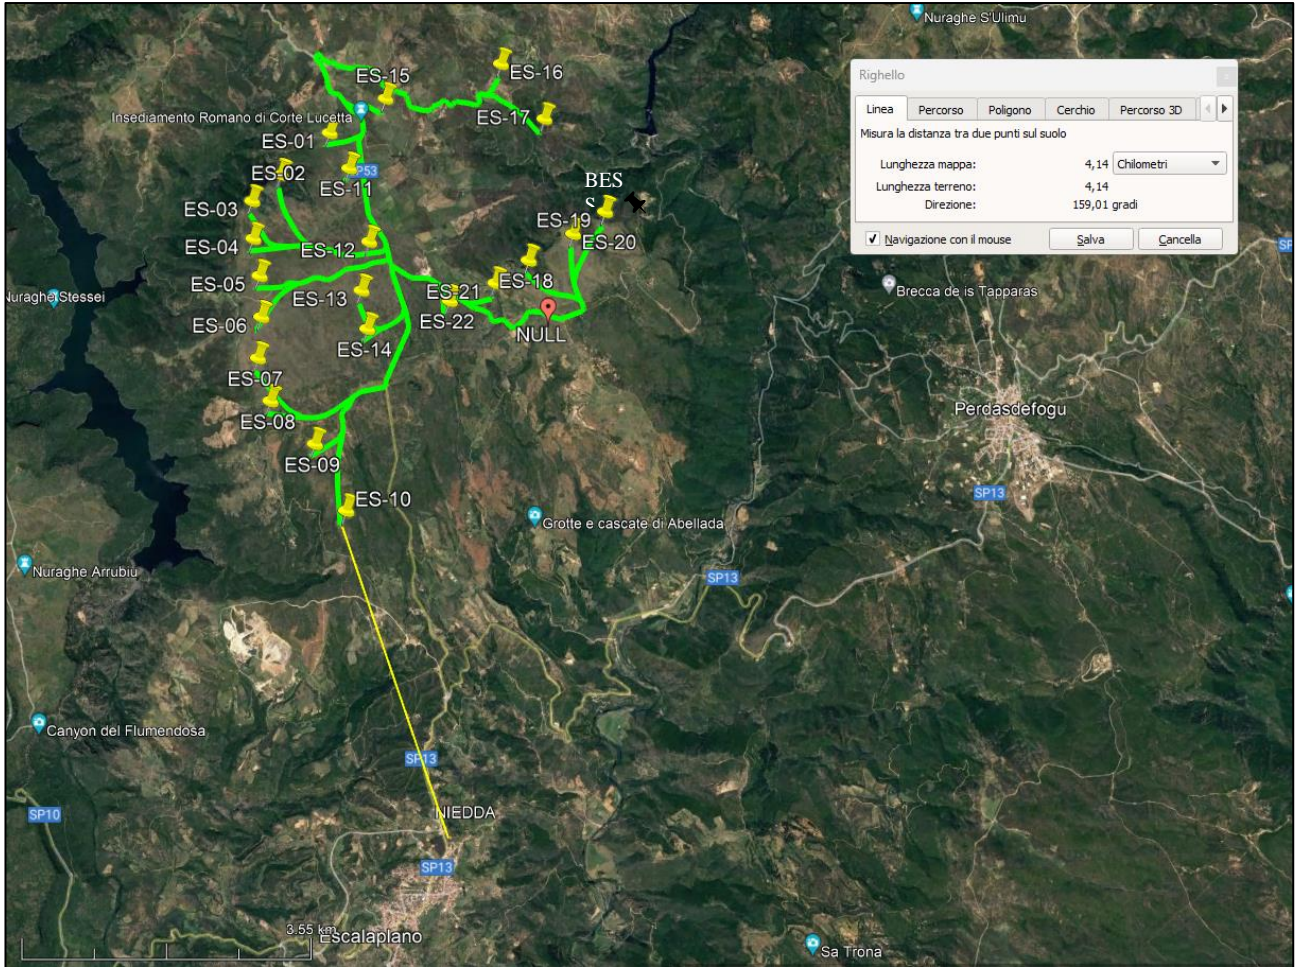 Nuraghe S'Ulimu
ES-16
ES-15
Insediamento Romano di Corte Lucetta
ES-17
ES-01
SP53
ES-02
ES-11
ES-03
BES
S
ES-19
ES-04
ES-12
ES-20
ES-05
ES-13
ES-21
ES-18
Nuraghe Stessei
ES-06
ES-22
NULL
ES-14
ES-07
ES-08
ES-09
ES-10
Righello
Linea
Percorso
Poligono
Cerchio
Percorso 3D
Misura la distanza tra due punti sul suolo
Lunghezza mappa: 4,14 Chilometri
Lunghezza terreno: 4,14
Direzione: 159,01 gradi
Navigazione con il mouse
Salva
Cancella
SP
Brecca de is Tapparas
Perdasdefogu
SP13
Grotte e cascate di Abellada
Nuraghe Arrubiu
SP13
Canyon del Flumendosa
SP13
SP10
NIEDDA
SP13
3.55 km
Escalaplano
Sa Trona